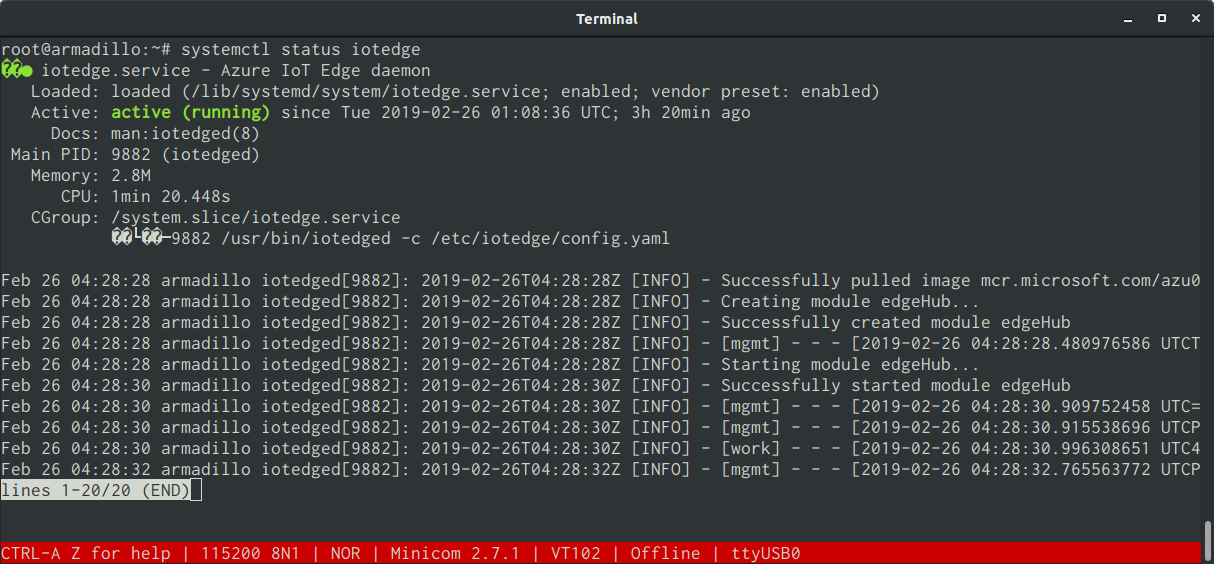 Terminal
root@armadillo:~# systemctl status iotedge
��● iotedge.service - Azure IoT Edge daemon
   Loaded: loaded (/lib/systemd/system/iotedge.service; enabled; vendor preset: enabled)
   Active: active (running) since Tue 2019-02-26 01:08:36 UTC; 3h 20min ago
     Docs: man:iotedged(8)
 Main PID: 9882 (iotedged)
   Memory: 2.8M
      CPU: 1min 20.448s
   CGroup: /system.slice/iotedge.service
           ��└��─9882 /usr/bin/iotedged -c /etc/iotedge/config.yaml
Feb 26 04:28:28 armadillo iotedged[9882]: 2019-02-26T04:28:28Z [INFO] - Successfully pulled image mcr.microsoft.com/azu0
Feb 26 04:28:28 armadillo iotedged[9882]: 2019-02-26T04:28:28Z [INFO] - Creating module edgeHub...
Feb 26 04:28:28 armadillo iotedged[9882]: 2019-02-26T04:28:28Z [INFO] - Successfully created module edgeHub
Feb 26 04:28:28 armadillo iotedged[9882]: 2019-02-26T04:28:28Z [INFO] - [mgmt] - - - [2019-02-26 04:28:28.480976586 UTCT
Feb 26 04:28:28 armadillo iotedged[9882]: 2019-02-26T04:28:28Z [INFO] - Starting module edgeHub...
Feb 26 04:28:30 armadillo iotedged[9882]: 2019-02-26T04:28:30Z [INFO] - Successfully started module edgeHub
Feb 26 04:28:30 armadillo iotedged[9882]: 2019-02-26T04:28:30Z [INFO] - [mgmt] - - - [2019-02-26 04:28:30.909752458 UTC=
Feb 26 04:28:30 armadillo iotedged[9882]: 2019-02-26T04:28:30Z [INFO] - [mgmt] - - - [2019-02-26 04:28:30.915538696 UTCP
Feb 26 04:28:30 armadillo iotedged[9882]: 2019-02-26T04:28:30Z [INFO] - [work] - - - [2019-02-26 04:28:30.996308651 UTC4
Feb 26 04:28:32 armadillo iotedged[9882]: 2019-02-26T04:28:32Z [INFO] - [mgmt] - - - [2019-02-26 04:28:32.765563772 UTCP
lines 1-20/20 (END)
CTRL-A Z for help | 115200 8N1 | NOR | Minicom 2.7.1 | VT102 | Offline | ttyUSB0